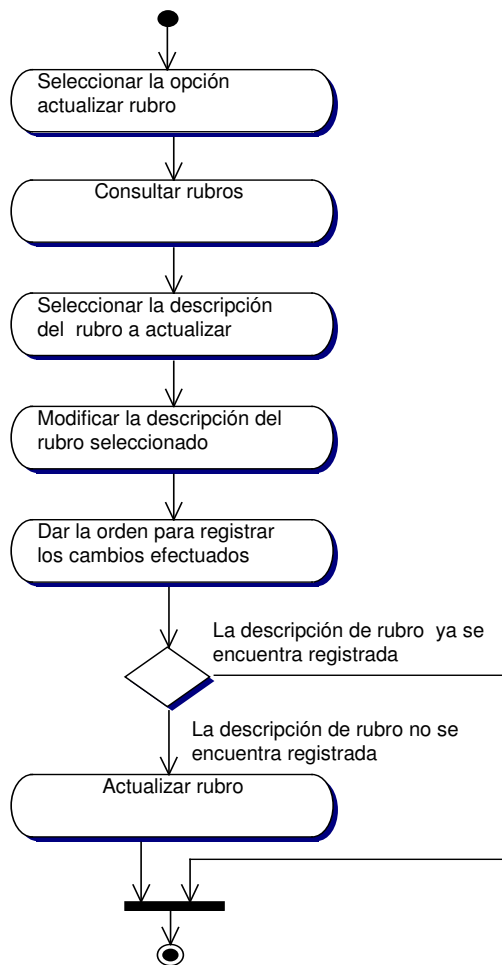 Seleccionar la opción
actualizar rubro
Consultar rubros
Seleccionar la descripción
del rubro a actualizar
Modificar la descripción del
rubro seleccionado
Dar la orden para registrar
los cambios efectuados
La descripción de rubro ya se
encuentra registrada
La descripción de rubro no se
encuentra registrada
Actualizar rubro